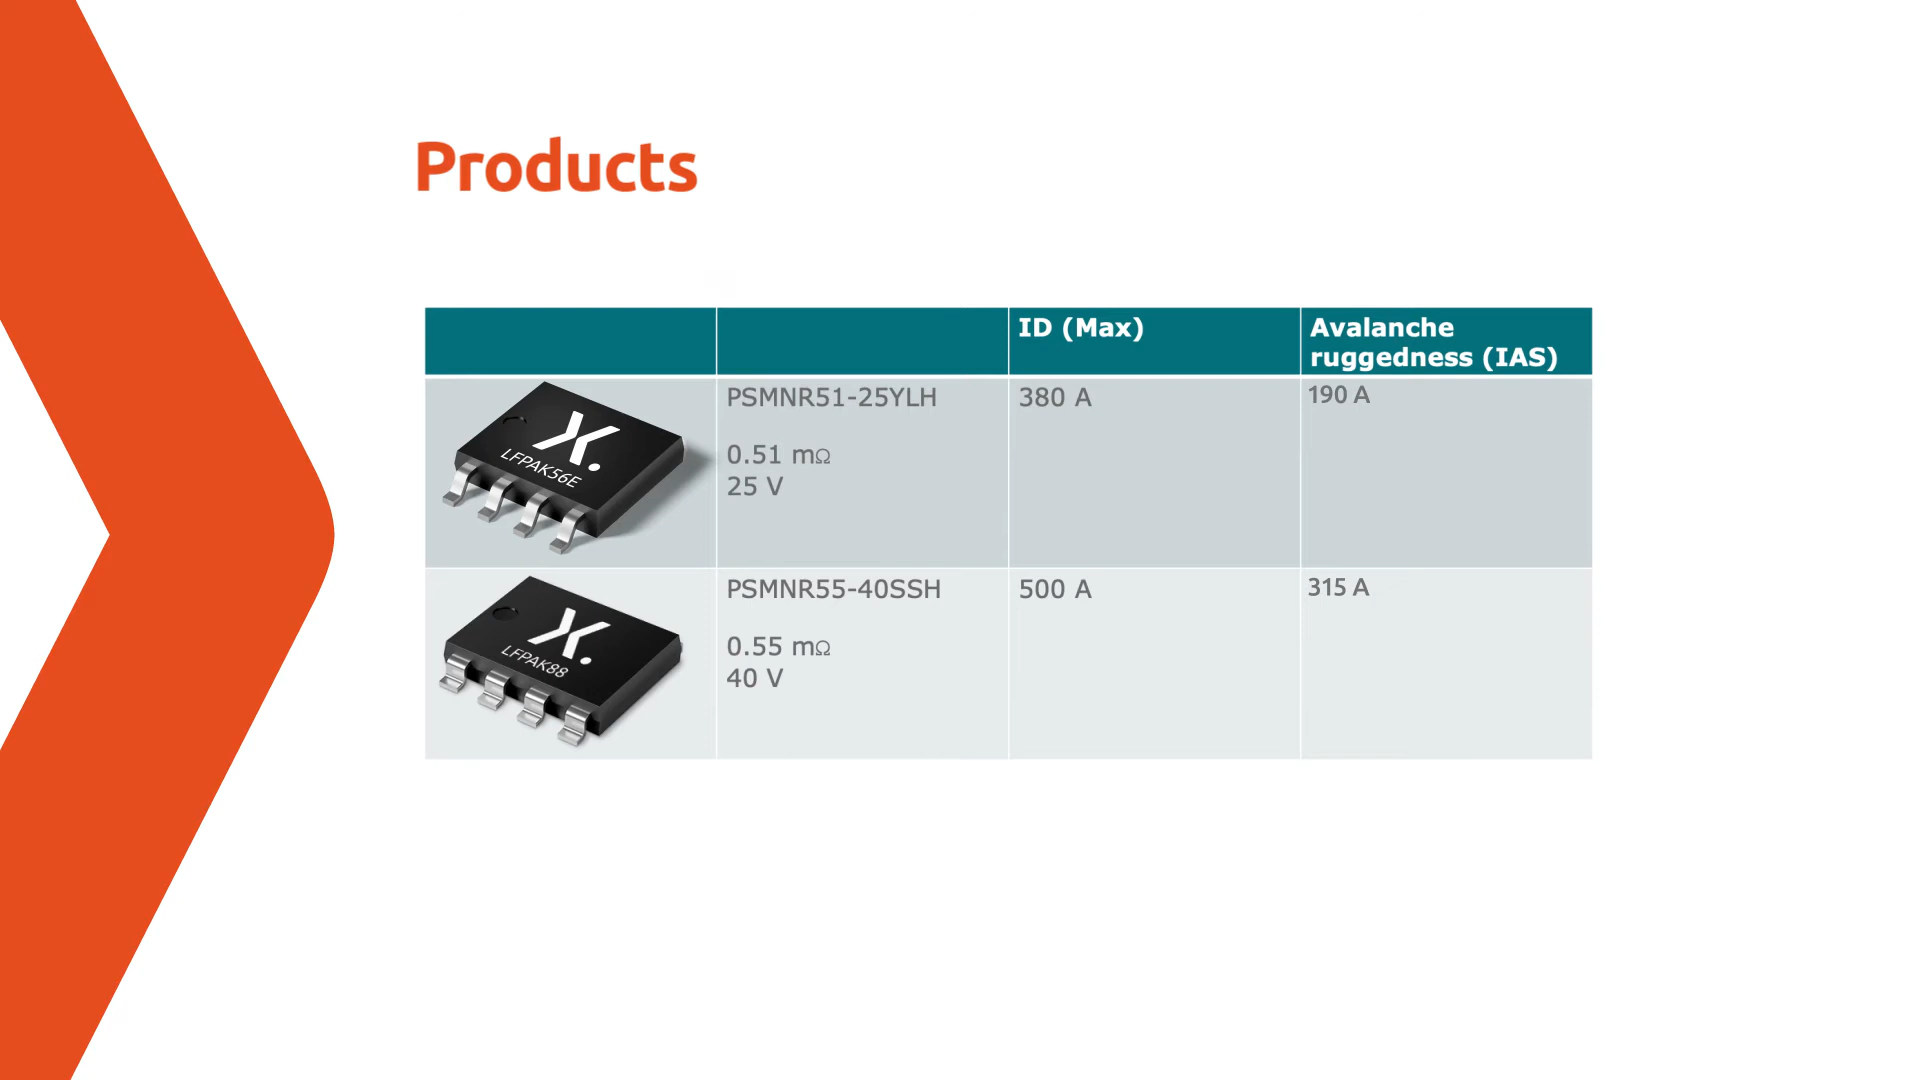 Products
ID (Max)
Avalanche
ruggedness (IAS)
LFPAK56E
PSMNR51-25YLH
0.51 mΩ
25 V
380 A
190 A
LFPAK88
PSMNR55-40SSH
0.55 mΩ
40 V
500 A
315 A